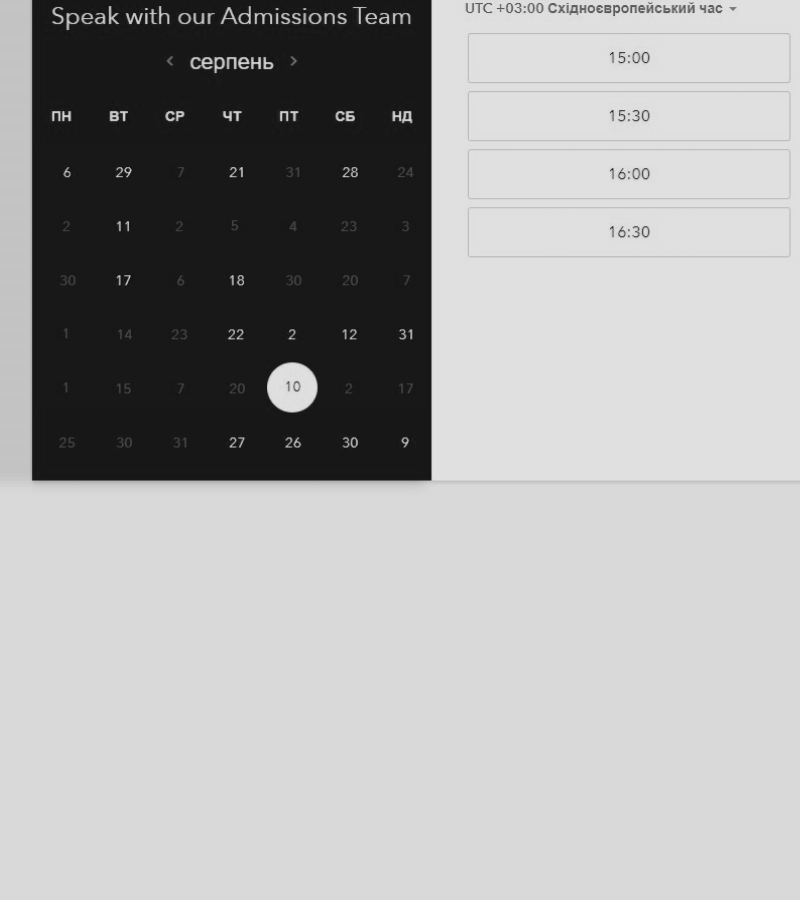 Speak with our Admissions Team
серпень
ПН ВТ СР ЧТ ПТ СБ НД
6 29 7 21 31 28 24
2 11 2 5 4 23 3
30 17 6 18 30 20 7
1 14 23 22 2 12 31
1 15 7 20 10 2 17
25 30 31 27 26 30 9
UTC +03:00 Східноєвропейський час
15:00
15:30
16:00
16:30